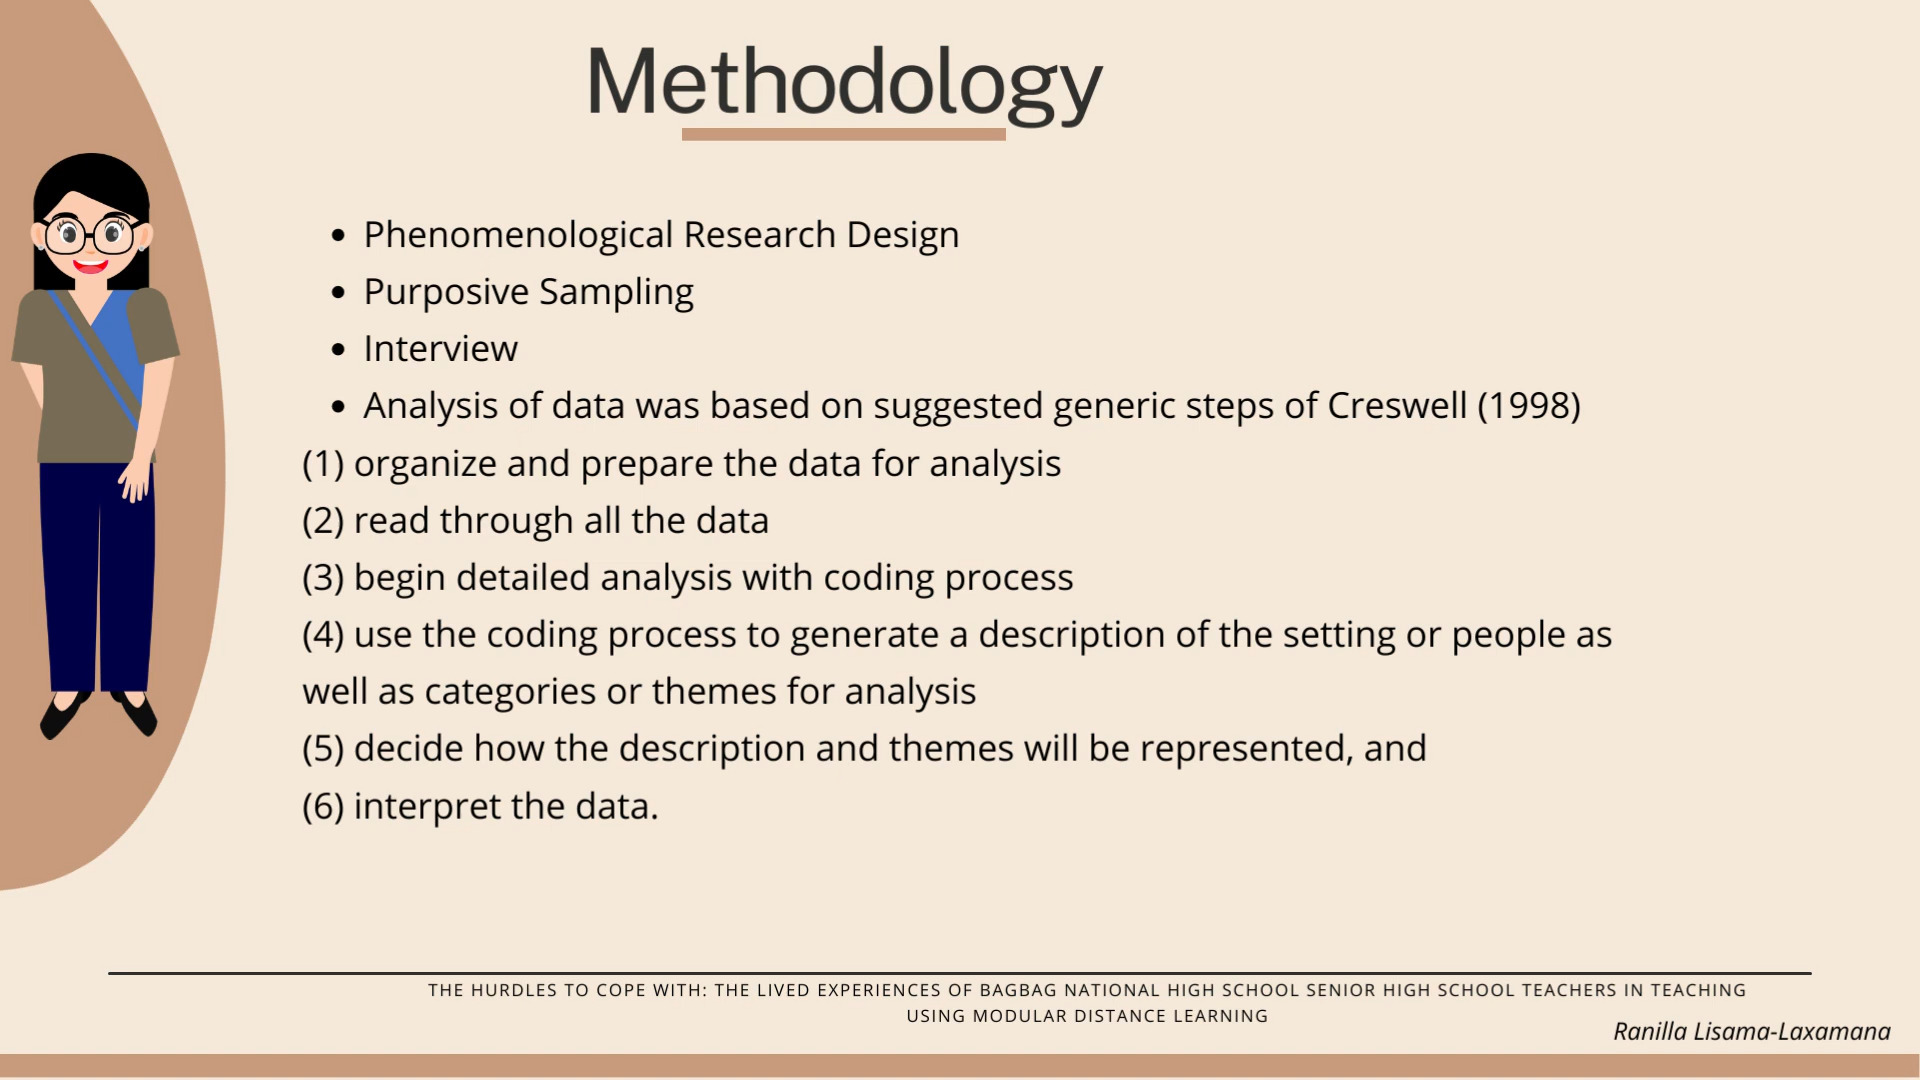 Methodology
• Phenomenological Research Design
• Purposive Sampling
• Interview
• Analysis of data was based on suggested generic steps of Creswell (1998)
(1) organize and prepare the data for analysis
(2) read through all the data
(3) begin detailed analysis with coding process
(4) use the coding process to generate a description of the setting or people as
well as categories or themes for analysis
(5) decide how the description and themes will be represented, and
(6) interpret the data.
THE HURDLES TO COPE WITH: THE LIVED EXPERIENCES OF BAGBAG NATIONAL HIGH SCHOOL SENIOR HIGH SCHOOL TEACHERS IN TEACHING
USING MODULAR DISTANCE LEARNING
Ranilla Lisama-Laxamana